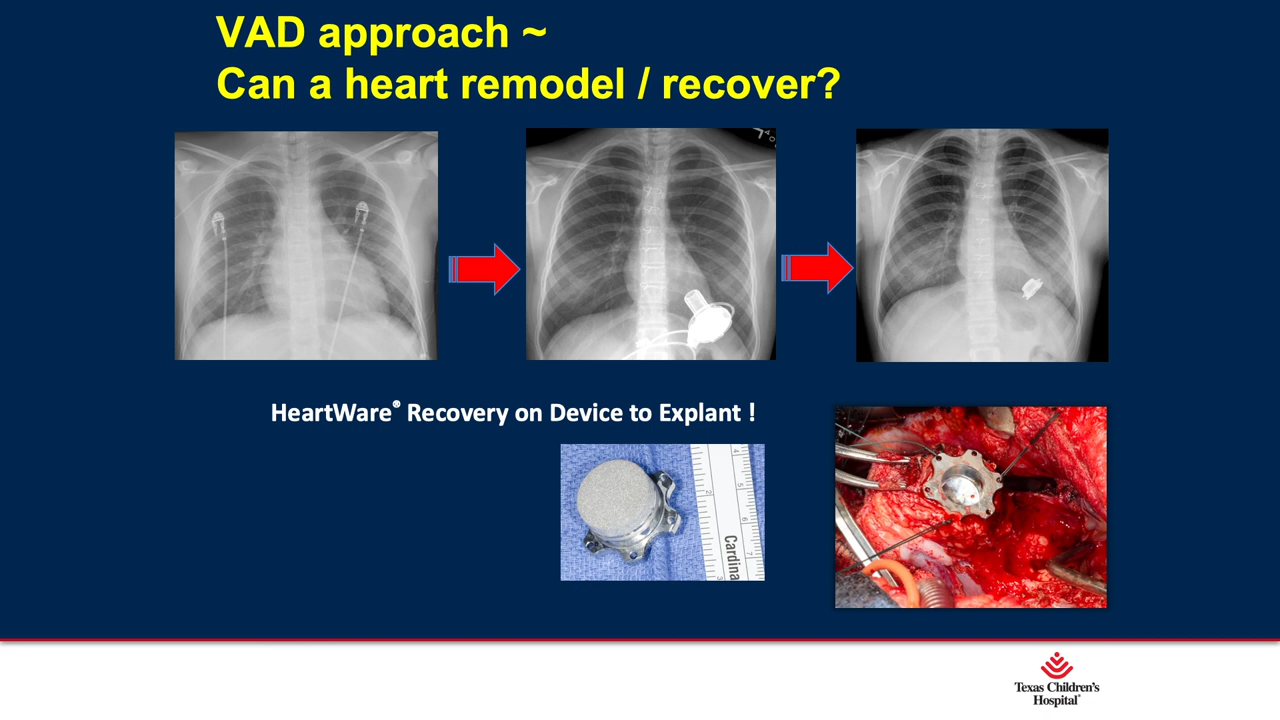 VAD approach ~
Can a heart remodel / recover?
HeartWare® Recovery on Device to Explant !
Cardina
Texas Children's
Hospital